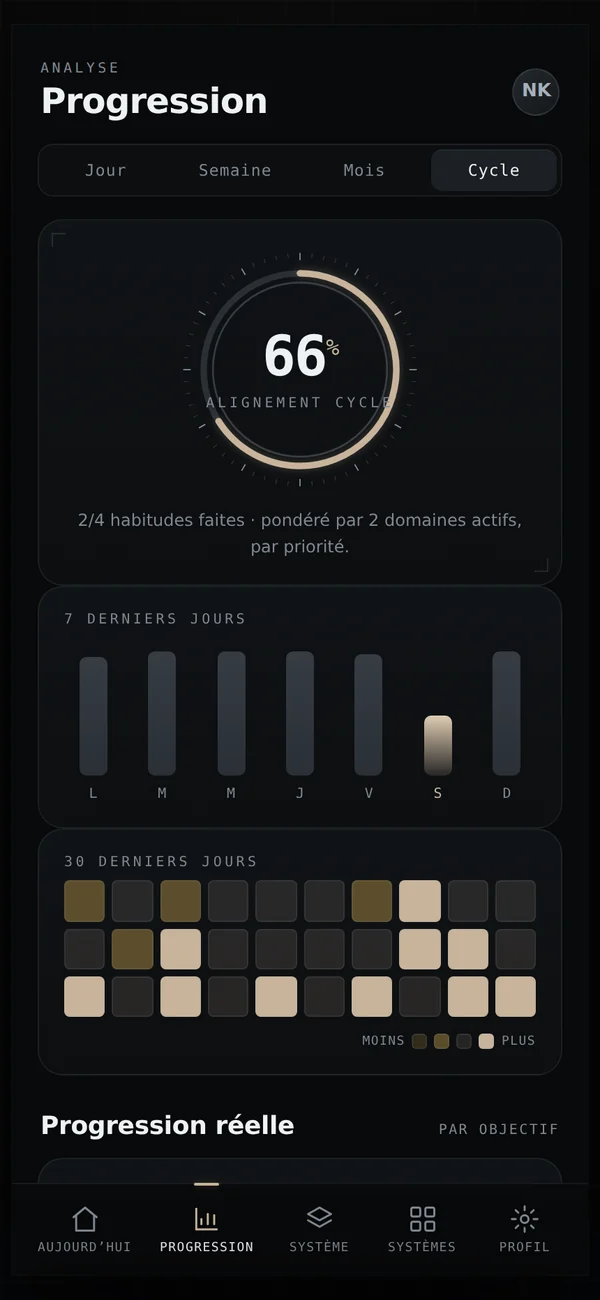 ANALYSE
Progression
NK
Jour Semaine Mois Cycle
66%
ALIGNEMENT CYCLE
2/4 habitudes faites · pondéré par 2 domaines actifs,
par priorité.
7 DERNIERS JOURS
L M M J V S D
30 DERNIERS JOURS
MOINS PLUS
Progression réelle
PAR OBJECTIF
AUJOURD’HUI PROGRESSION SYSTÈME SYSTÈMES PROFIL